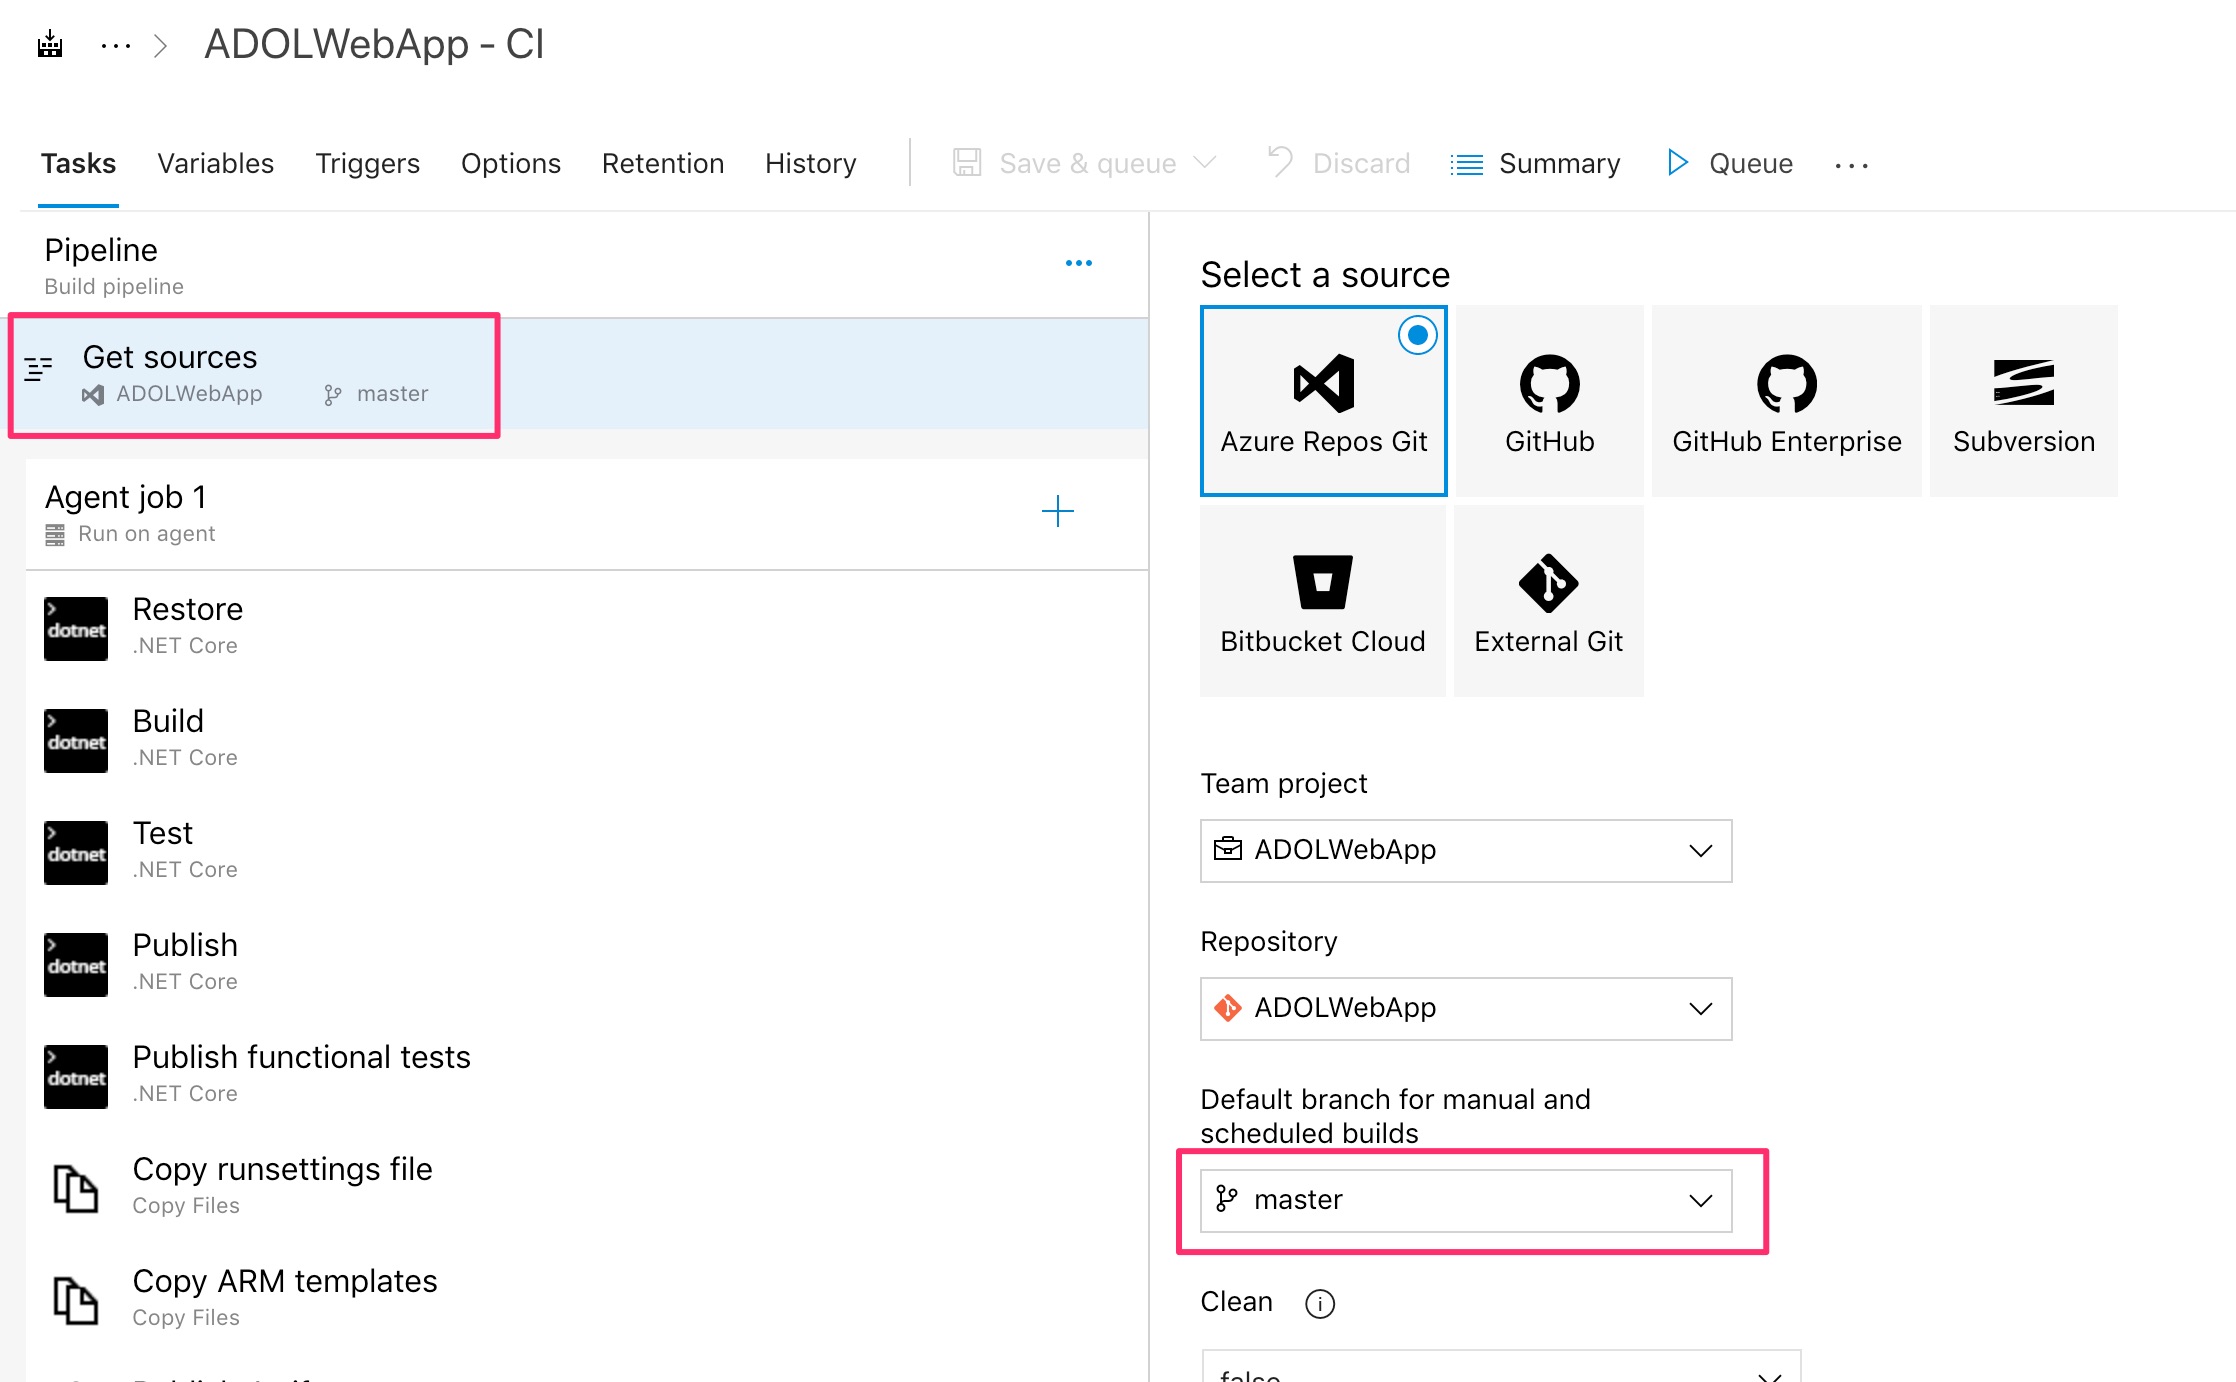 ADOLWebApp - CI
Tasks Variables Triggers Options Retention History Save & queue Discard Summary Queue
Pipeline
Build pipeline
Get sources
ADOLWebApp master
Agent job 1
Run on agent
dotnet
Restore
.NET Core
dotnet
Build
.NET Core
dotnet
Test
.NET Core
dotnet
Publish
.NET Core
dotnet
Publish functional tests
.NET Core
Copy runsettings file
Copy Files
Copy ARM templates
Copy Files
Select a source
Azure Repos Git GitHub GitHub Enterprise Subversion
Bitbucket Cloud External Git
Team project
ADOLWebApp
Repository
ADOLWebApp
Default branch for manual and
scheduled builds
master
Clean
false